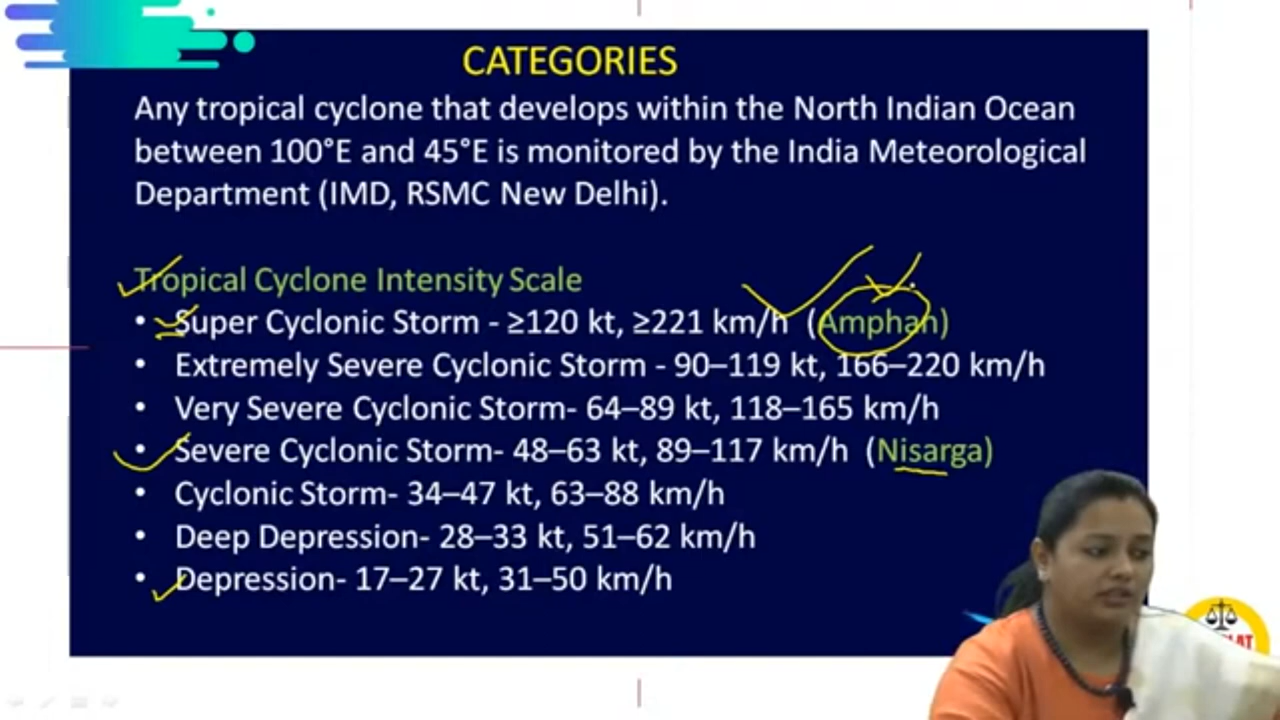 CATEGORIES
Any tropical cyclone that develops within the North Indian Ocean
between 100°E and 45°E is monitored by the India Meteorological
Department (IMD, RSMC New Delhi).
Tropical Cyclone Intensity Scale
• Super Cyclonic Storm - ≥120 kt, ≥221 km/h (Amphan)
• Extremely Severe Cyclonic Storm - 90–119 kt, 166–220 km/h
• Very Severe Cyclonic Storm- 64–89 kt, 118–165 km/h
• Severe Cyclonic Storm- 48–63 kt, 89–117 km/h (Nisarga)
• Cyclonic Storm- 34–47 kt, 63–88 km/h
• Deep Depression- 28–33 kt, 51–62 km/h
• Depression- 17–27 kt, 31–50 km/h